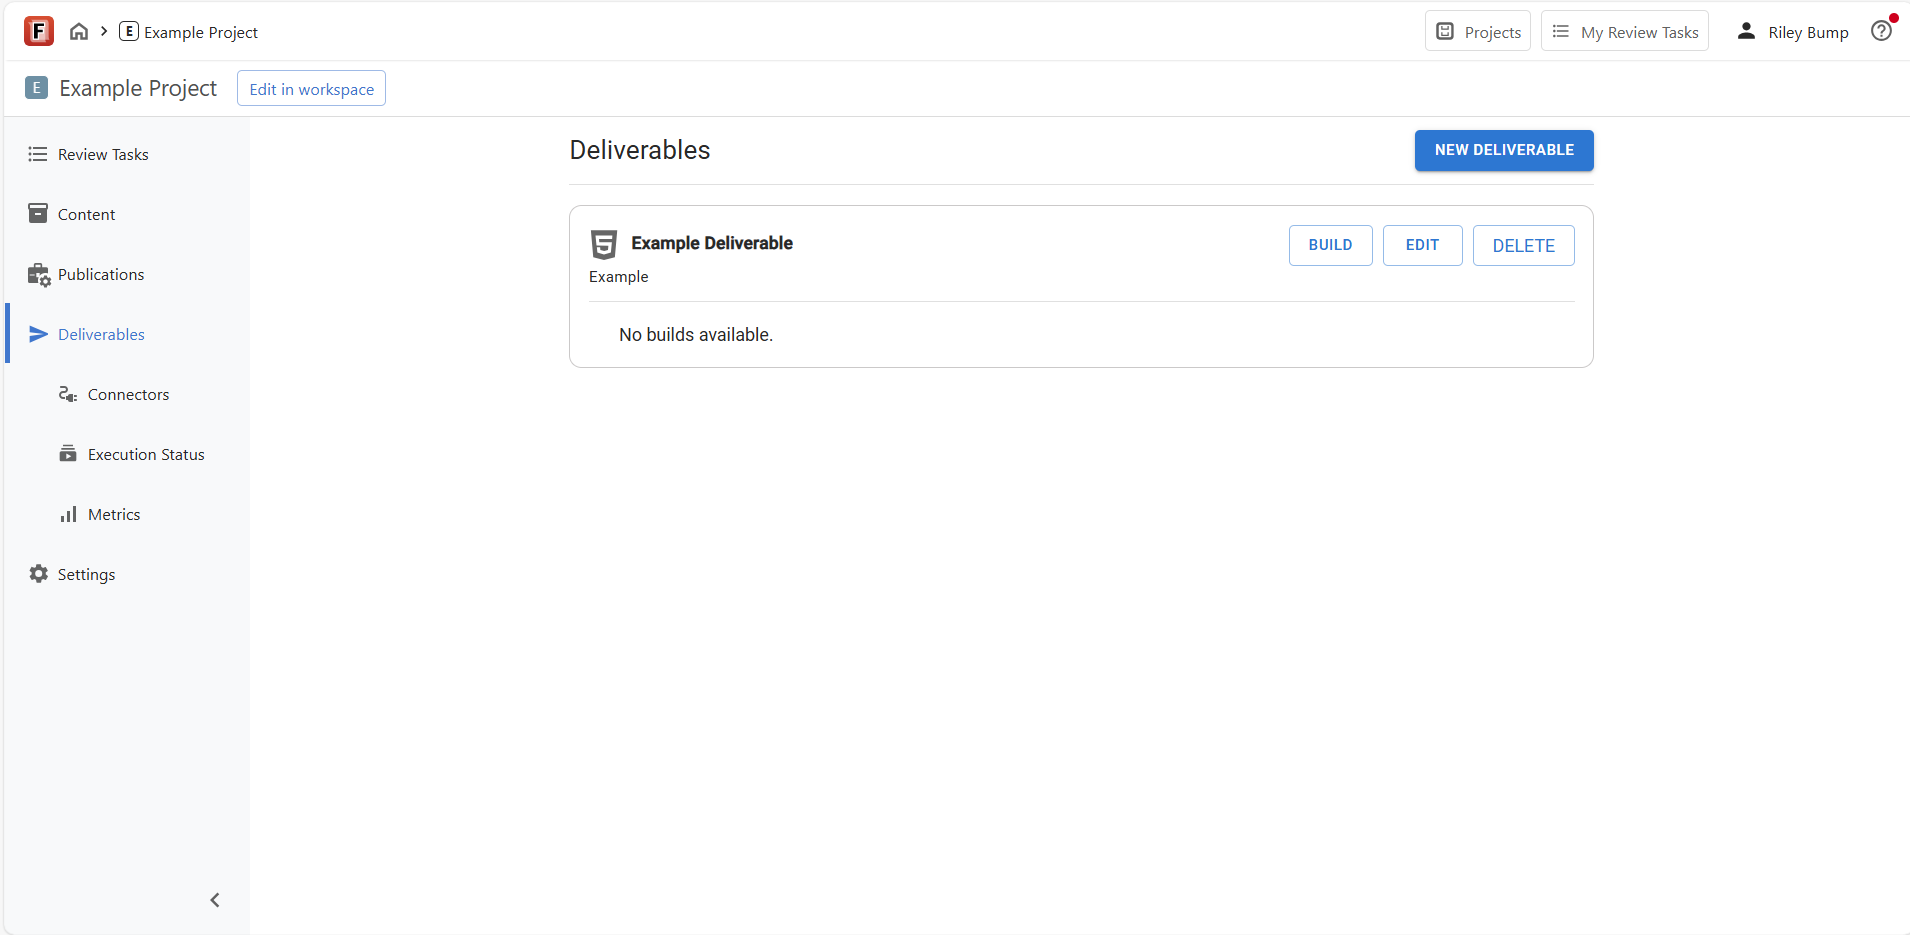 F
E Example Project
Projects
My Review Tasks
Riley Bump
E Example Project
Edit in workspace
Review Tasks
Content
Publications
Deliverables
Connectors
Execution Status
Metrics
Settings
Deliverables
NEW DELIVERABLE
Example Deliverable
BUILD
EDIT
DELETE
Example
No builds available.